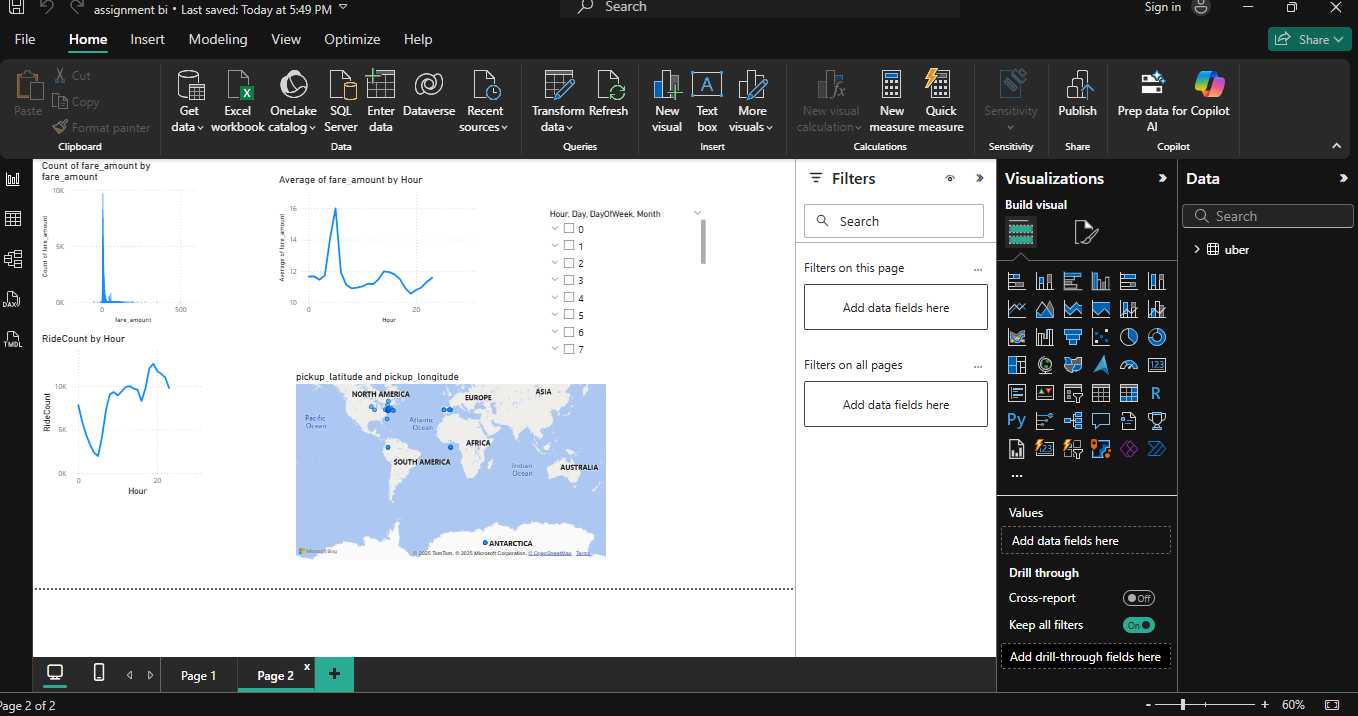 assignment bi • Last saved: Today at 5:49 PM
Search
Sign in
File
Home
Insert
Modeling
View
Optimize
Help
Share
Paste
Cut
Copy
Format painter
Clipboard
Get data
Excel workbook
OneLake catalog
SQL Server
Enter data
Dataverse
Recent sources
Data
Transform data
Refresh
Queries
New visual
Text box
More visuals
Insert
New visual calculation
New measure
Quick measure
Calculations
Sensitivity
Sensitivity
Publish
Share
Prep data for AI
Copilot
Copilot
DAX
TMDL
Count of fare_amount by
fare_amount
10K
5K
0K
Count of fare_amount
0
500
fare_amount
Average of fare_amount by Hour
16
14
12
10
Average of fare_amount
0
20
Hour
Hour, Day, DayOfWeek, Month
0
1
2
3
4
5
6
7
RideCount by Hour
10K
5K
0K
RideCount
0
20
Hour
pickup_latitude and pickup_longitude
NORTH AMERICA
EUROPE
ASIA
Pacific
Ocean
Atlantic
Ocean
AFRICA
SOUTH AMERICA
Indian
Ocean
AUSTRALIA
ANTARCTICA
Microsoft Bing
© 2025 TomTom, © 2025 Microsoft Corporation, © OpenStreetMap Terms
Filters
Search
Filters on this page
...
Add data fields here
Filters on all pages
...
Add data fields here
Visualizations
Build visual
123
R
Py
123
...
Values
Add data fields here
Drill through
Cross-report
Off
Keep all filters
On
Add drill-through fields here
Data
Search
uber
Page 1
Page 2
x
+
Page 2 of 2
- + 60%